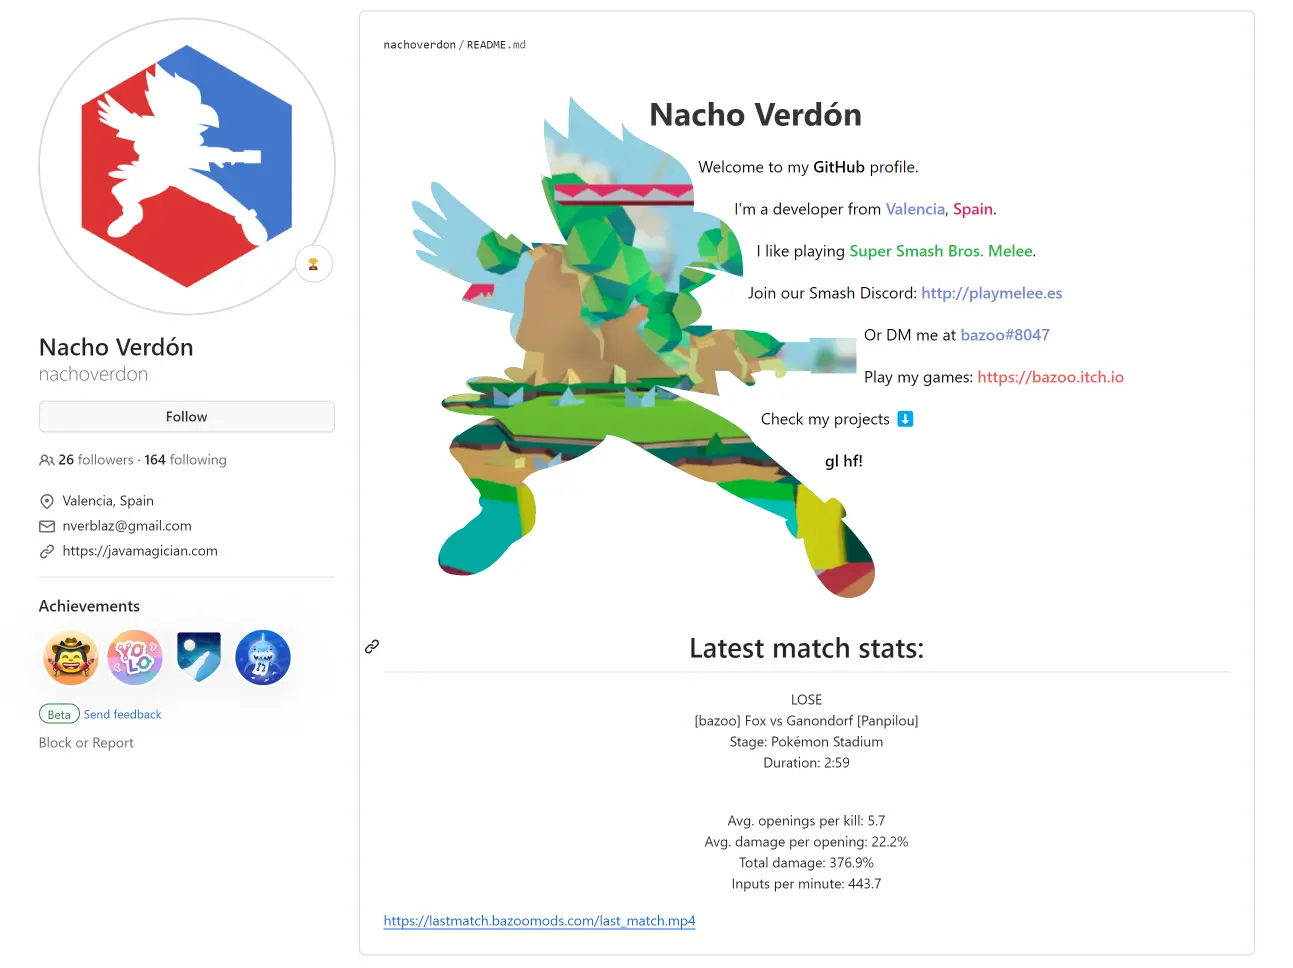 Nacho Verdón
nachoverdon
Follow
26 followers · 164 following
Valencia, Spain
nverblaz@gmail.com
https://javamagician.com
Achievements
YOLO
Beta Send feedback
Block or Report
nachoverdon / README.md
Nacho Verdón
Welcome to my GitHub profile.
I'm a developer from Valencia, Spain.
I like playing Super Smash Bros. Melee.
Join our Smash Discord: http://playmelee.es
Or DM me at bazoo#8047
Play my games: https://bazoo.itch.io
Check my projects ⬇️
gl hf!
Latest match stats:
LOSE
[bazoo] Fox vs Ganondorf [Panpilou]
Stage: Pokémon Stadium
Duration: 2:59
Avg. openings per kill: 5.7
Avg. damage per opening: 22.2%
Total damage: 376.9%
Inputs per minute: 443.7
https://lastmatch.bazoomods.com/last_match.mp4